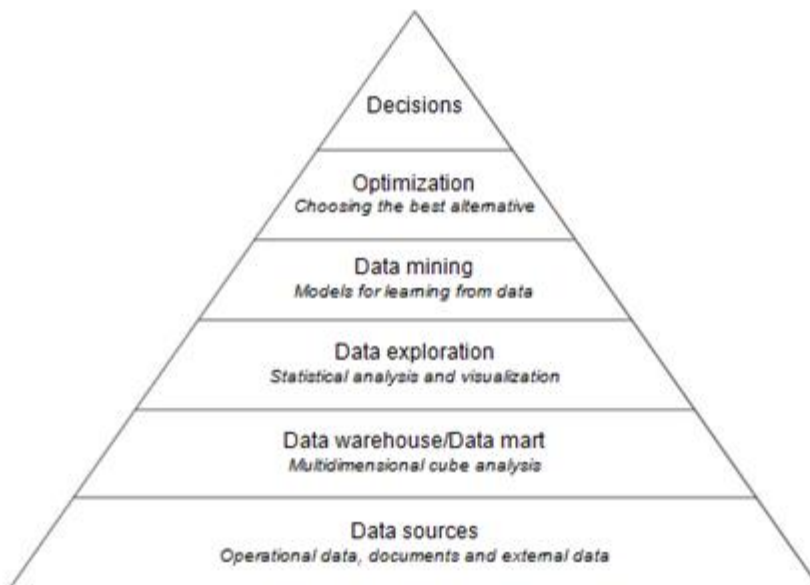 Decisions
Optimization
Choosing the best alternative
Data mining
Models for learning from data
Data exploration
Statistical analysis and visualization
Data warehouse/Data mart
Multidimensional cube analysis
Data sources
Operational data, documents and external data